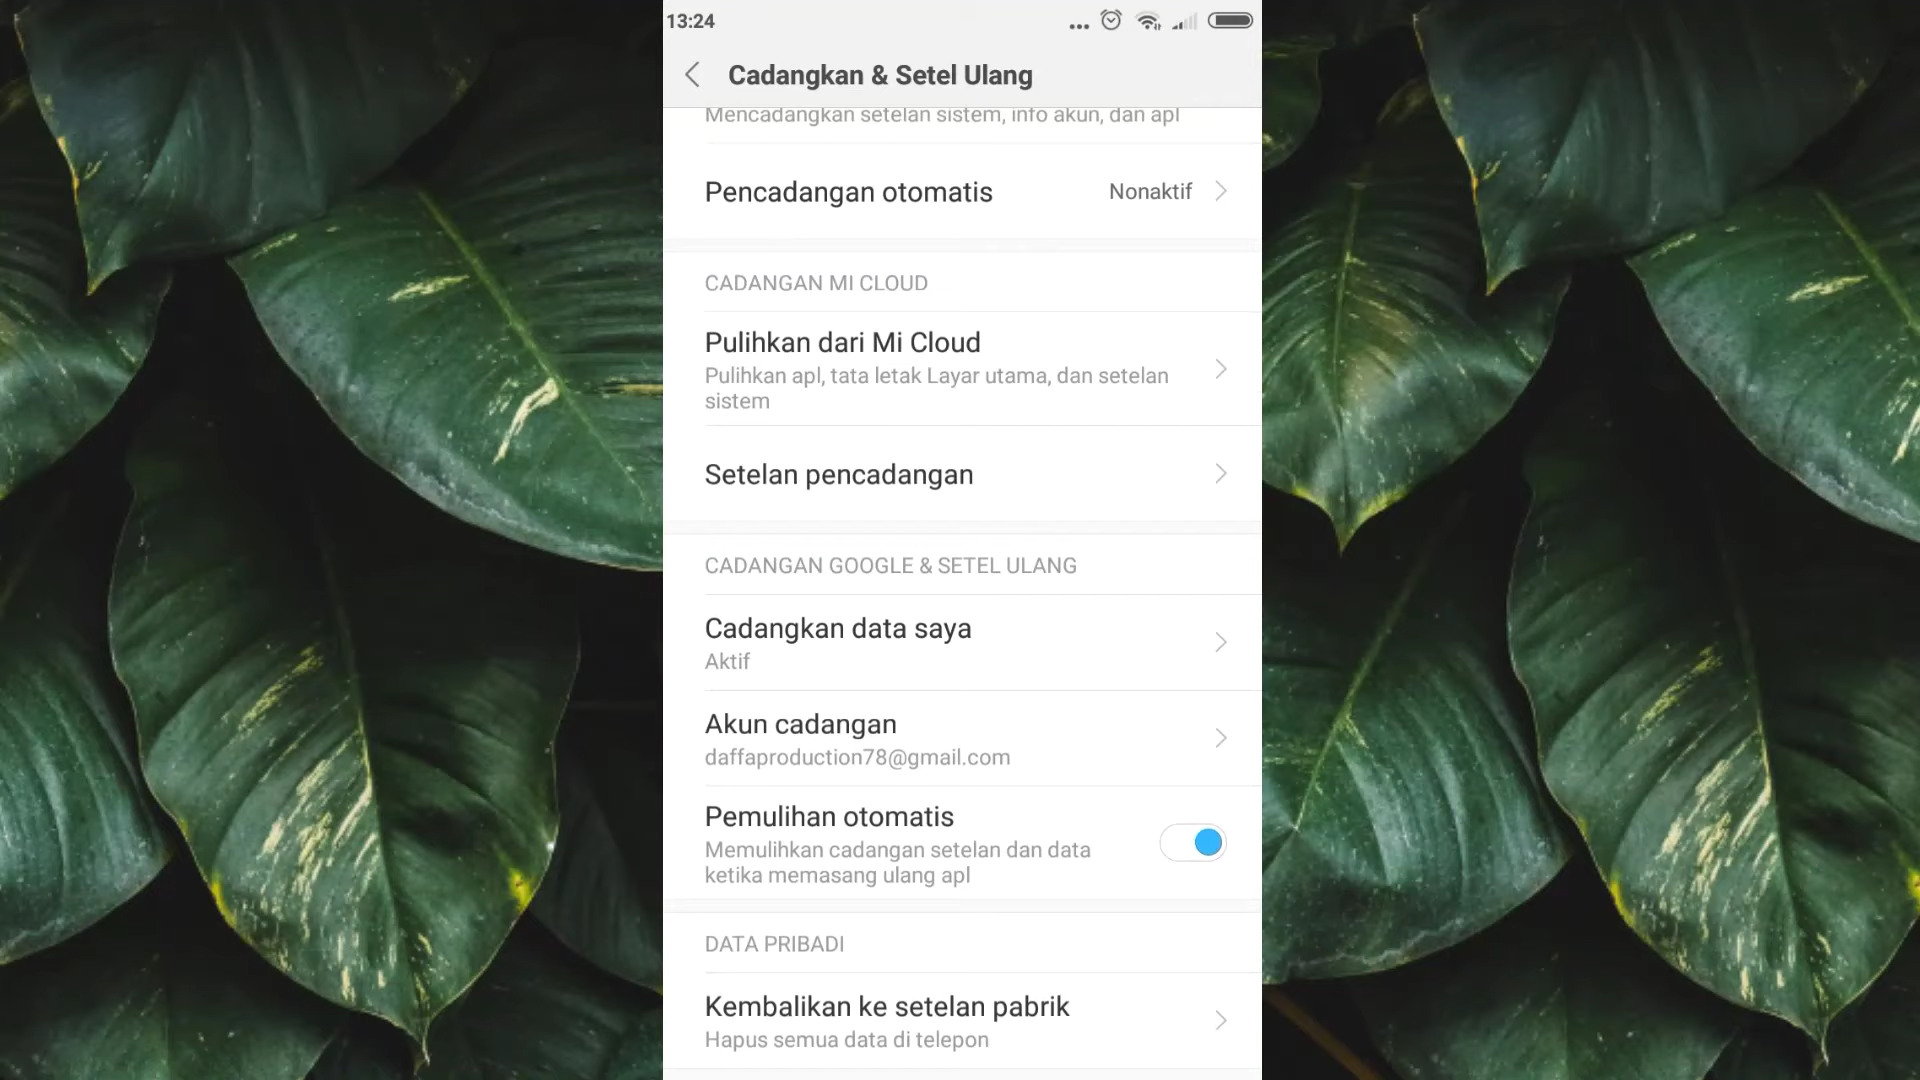 13:24
Cadangkan & Setel Ulang
Mencadangkan setelan sistem, info akun, dan apl
Pencadangan otomatis
Nonaktif
CADANGAN MI CLOUD
Pulihkan dari Mi Cloud
Pulihkan apl, tata letak Layar utama, dan setelan
sistem
Setelan pencadangan
CADANGAN GOOGLE & SETEL ULANG
Cadangkan data saya
Aktif
Akun cadangan
daffaproduction78@gmail.com
Pemulihan otomatis
Memulihkan cadangan setelan dan data
ketika memasang ulang apl
DATA PRIBADI
Kembalikan ke setelan pabrik
Hapus semua data di telepon